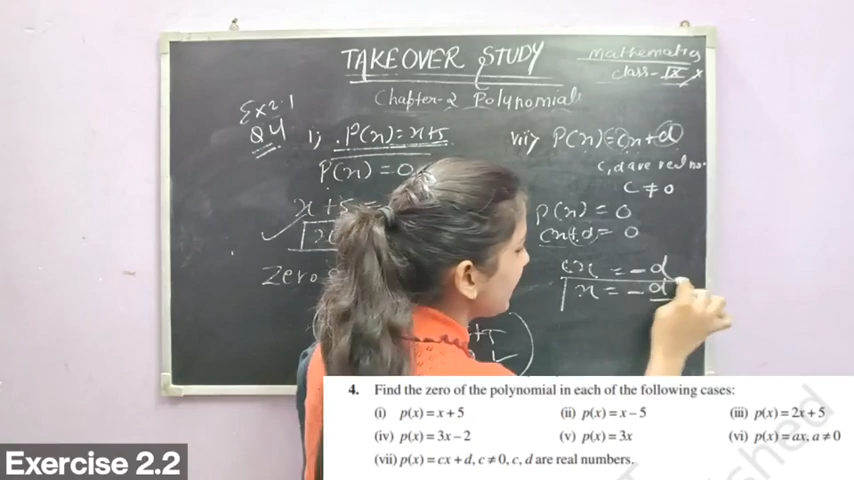 TAKEOVER STUDY
Mathematics
Class-IX
Chapter-2 Polynomials
Ex2.1
Q4
i) P(x)=x+5
P(x)=0
x+5=
Zero
vii) P(x)=cx+d
c, d are real no.
c≠0
P(x)=0
cx+d=0
cx=-d
x=-d
4. Find the zero of the polynomial in each of the following cases:
(i) p(x)=x+5 (ii) p(x)=x−5 (iii) p(x)=2x+5
(iv) p(x)=3x−2 (v) p(x)=3x (vi) p(x)=ax, a≠0
(vii) p(x)=cx+d, c≠0, c, d are real numbers.
Exercise 2.2